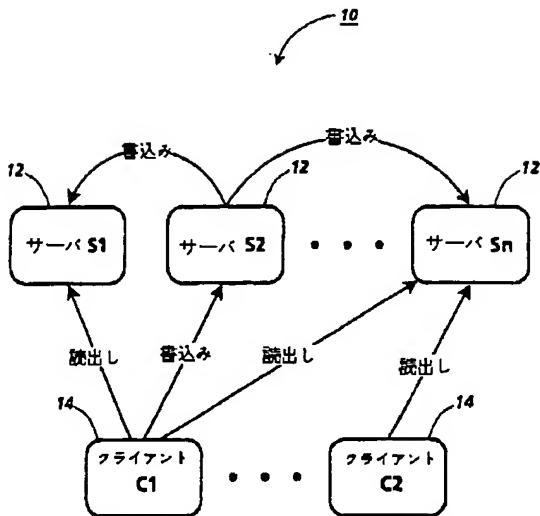 10
書込み
書込み
12
12
12
サーバ S1
サーバ S2
サーバ Sn
読出し
書込み
読出し
読出し
14
14
クライアント
C1
クライアント
C2